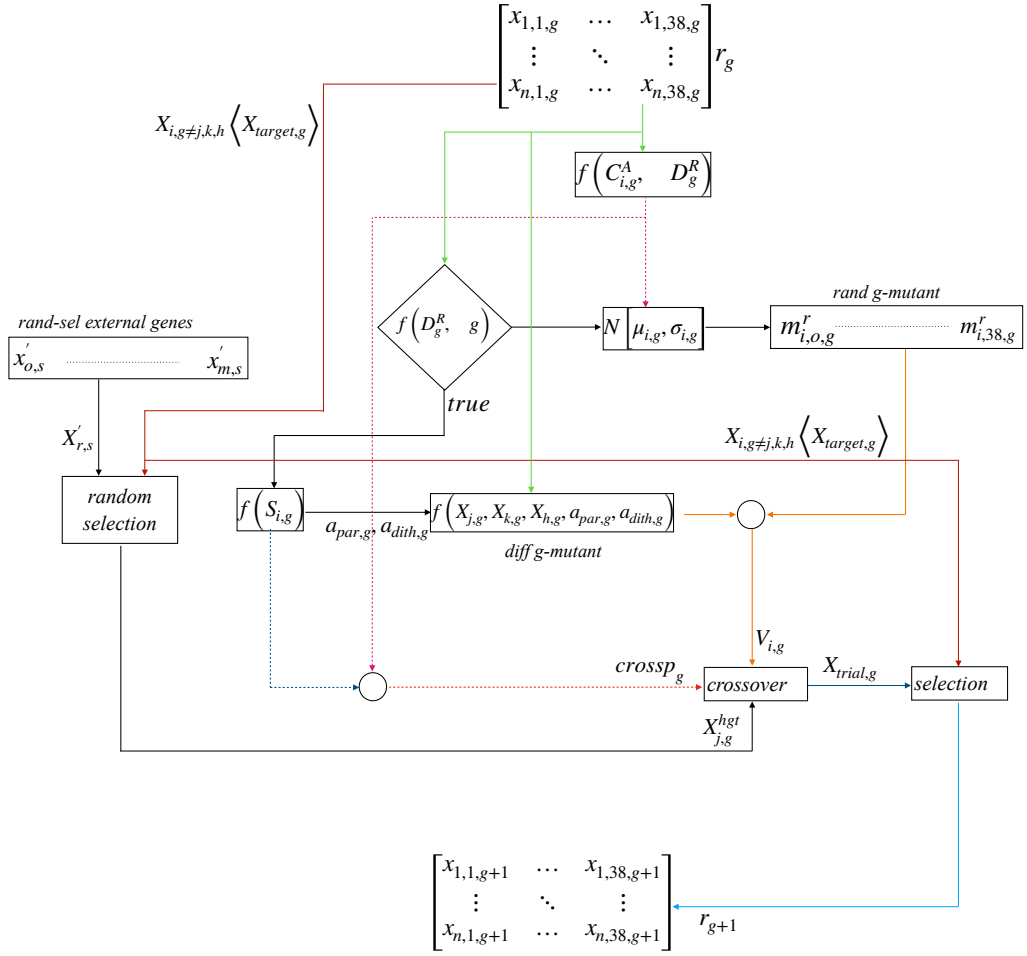 x_{1,1,g} ⋯ x_{1,38,g}
⋮ ⋱ ⋮
x_{n,1,g} ⋯ x_{n,38,g}
r_g
X_{i,g≠j,k,h} ⟨X_{target,g}⟩
f(C^A_{i,g}, D^R_g)
rand-sel external genes
x'_{o,s} ........ x'_{m,s}
f(D^R_g, g)
N[μ_{i,g}, σ_{i,g}]
rand g-mutant
m^r_{i,o,g} ........ m^r_{i,38,g}
true
X'_{r,s}
X_{i,g≠j,k,h} ⟨X_{target,g}⟩
random
selection
f(S_{i,g})
a_{par,g}, a_{dith,g}
f(X_{j,g}, X_{k,g}, X_{h,g}, a_{par,g}, a_{dith,g})
diff g-mutant
V_{i,g}
crossp_g
crossover
X_{trial,g}
selection
X^{hgt}_{j,g}
x_{1,1,g+1} ⋯ x_{1,38,g+1}
⋮ ⋱ ⋮
x_{n,1,g+1} ⋯ x_{n,38,g+1}
r_{g+1}